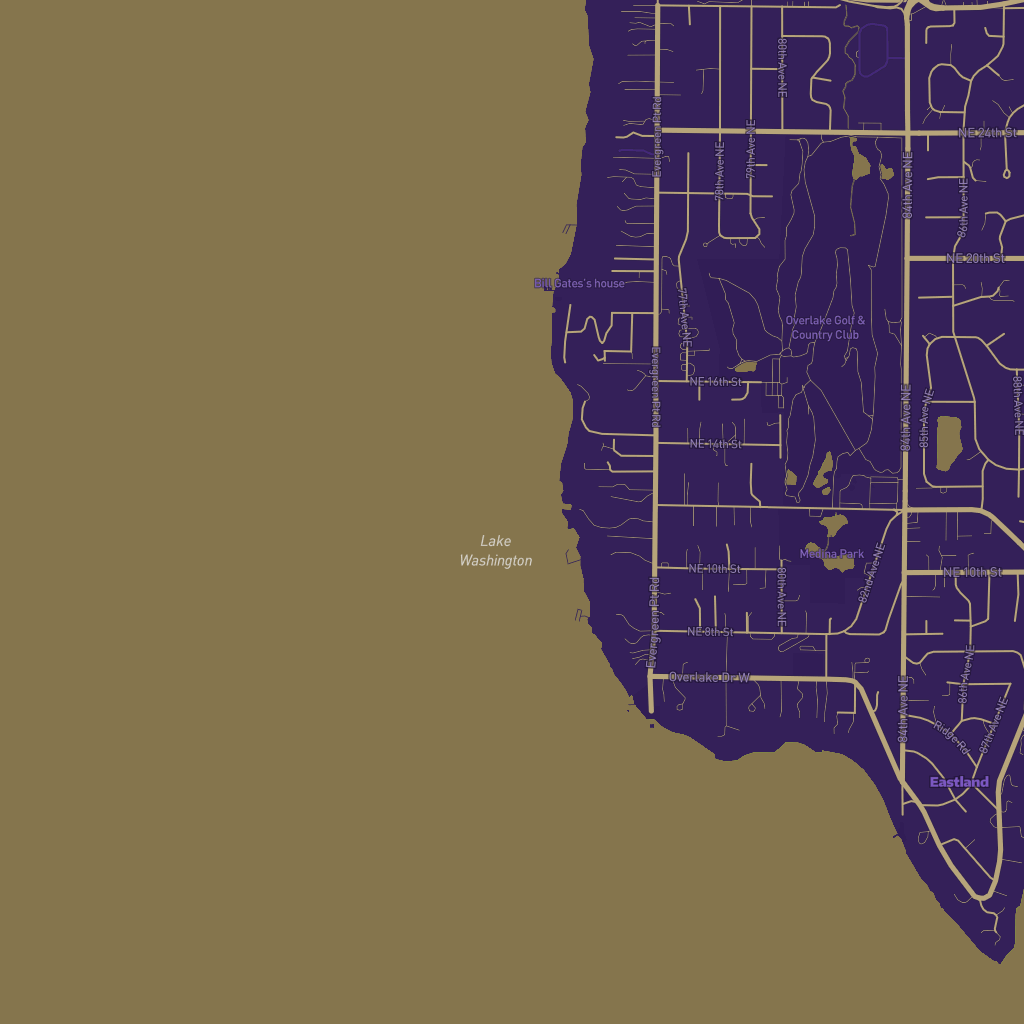 80th Ave NE
Evergreen Pt Rd
NE 24th St
78th Ave NE
79th Ave NE
84th Ave NE
86th Ave NE
NE 20th St
Bill Gates's house
77th Ave NE
Overlake Golf &
Country Club
Evergreen Pt Rd
NE 16th St
84th Ave NE
85th Ave NE
88th Ave NE
NE 14th St
Lake
Washington
Medina Park
NE 10th St
80th Ave NE
82nd Ave NE
NE 10th St
Evergreen Pt Rd
NE 8th St
Overlake Dr W
84th Ave NE
86th Ave NE
87th Ave NE
Ridge Rd
Eastland